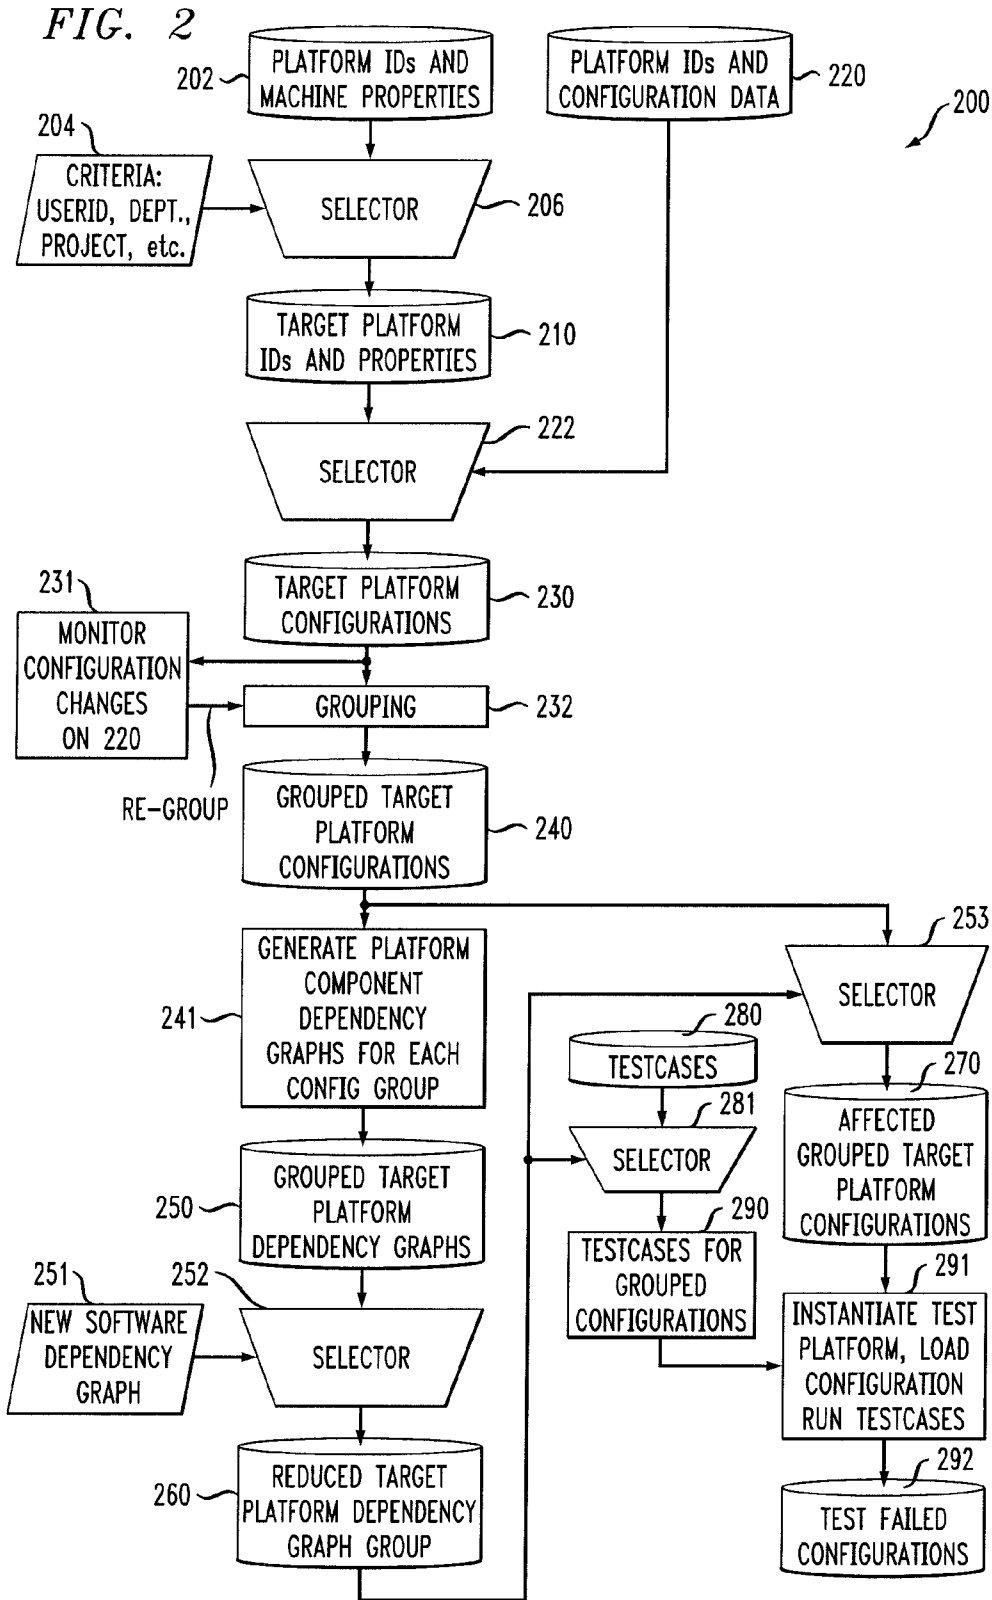 FIG. 2
PLATFORM IDs AND
MACHINE PROPERTIES
202
PLATFORM IDs AND
CONFIGURATION DATA
220
200
204
CRITERIA:
USERID, DEPT.,
PROJECT, etc.
SELECTOR
206
TARGET PLATFORM
IDs AND PROPERTIES
210
SELECTOR
222
TARGET PLATFORM
CONFIGURATIONS
230
231
MONITOR
CONFIGURATION
CHANGES
ON 220
GROUPING
232
RE-GROUP
GROUPED TARGET
PLATFORM
CONFIGURATIONS
240
GENERATE PLATFORM
COMPONENT
DEPENDENCY
GRAPHS FOR EACH
CONFIG GROUP
241
253
SELECTOR
280
TESTCASES
281
SELECTOR
270
AFFECTED
GROUPED TARGET
PLATFORM
CONFIGURATIONS
GROUPED TARGET
PLATFORM
DEPENDENCY GRAPHS
250
290
TESTCASES FOR
GROUPED
CONFIGURATIONS
251
NEW SOFTWARE
DEPENDENCY
GRAPH
252
SELECTOR
291
INSTANTIATE TEST
PLATFORM, LOAD
CONFIGURATION
RUN TESTCASES
260
REDUCED TARGET
PLATFORM DEPENDENCY
GRAPH GROUP
292
TEST FAILED
CONFIGURATIONS